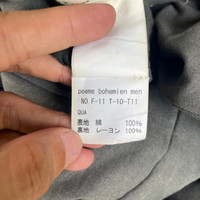 poeme bohemien men
NO F-11 T-10-T11
QUA
表地 綿 100%
裏地 レーヨン 100%